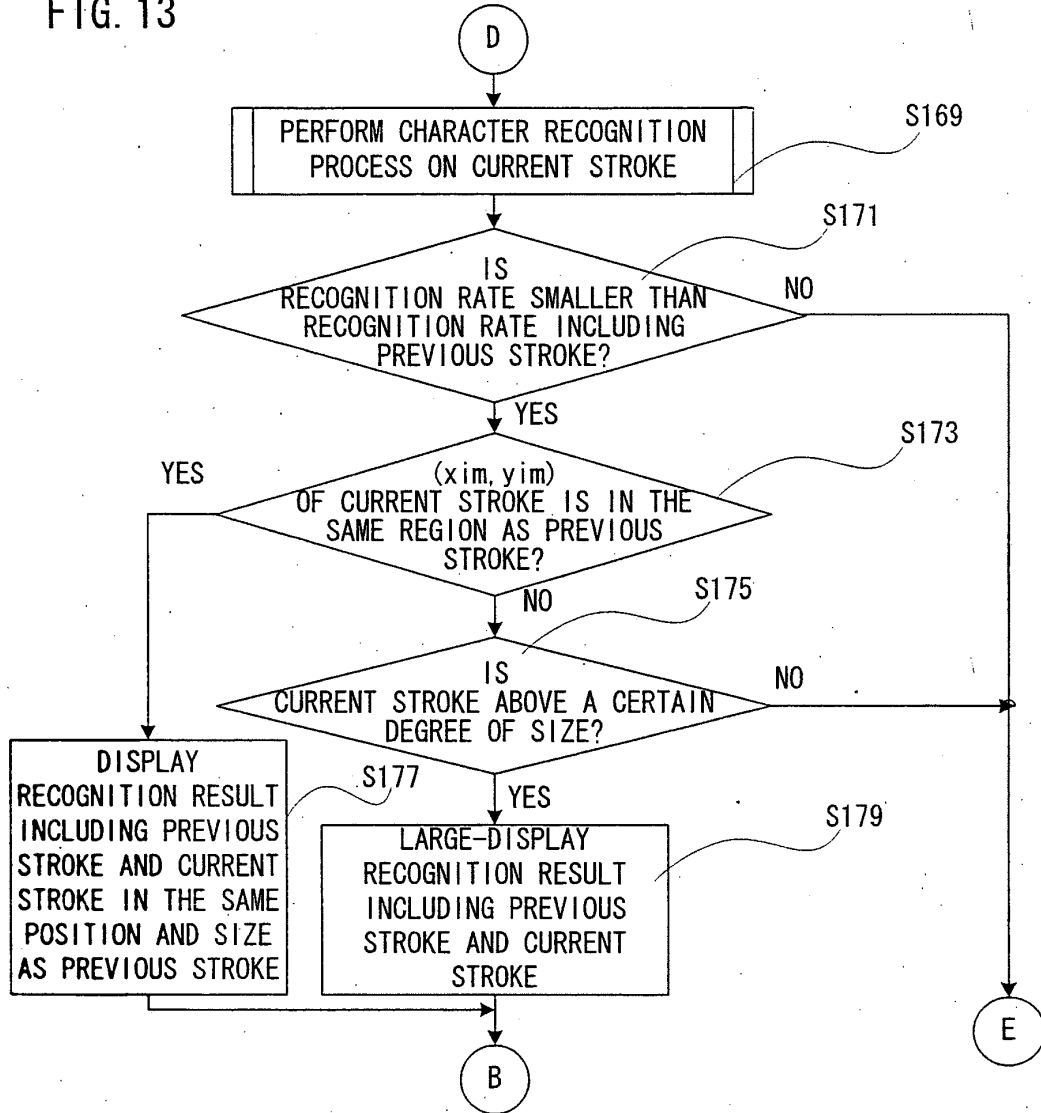 FIG. 13
D
PERFORM CHARACTER RECOGNITION
PROCESS ON CURRENT STROKE
S169
S171
IS
RECOGNITION RATE SMALLER THAN
RECOGNITION RATE INCLUDING
PREVIOUS STROKE?
NO
YES
S173
YES
(xim, yim)
OF CURRENT STROKE IS IN THE
SAME REGION AS PREVIOUS
STROKE?
NO
S175
IS
CURRENT STROKE ABOVE A CERTAIN
DEGREE OF SIZE?
NO
YES
DISPLAY
RECOGNITION RESULT
INCLUDING PREVIOUS
STROKE AND CURRENT
STROKE IN THE SAME
POSITION AND SIZE
AS PREVIOUS STROKE
S177
LARGE-DISPLAY
RECOGNITION RESULT
INCLUDING PREVIOUS
STROKE AND CURRENT
STROKE
S179
B
E